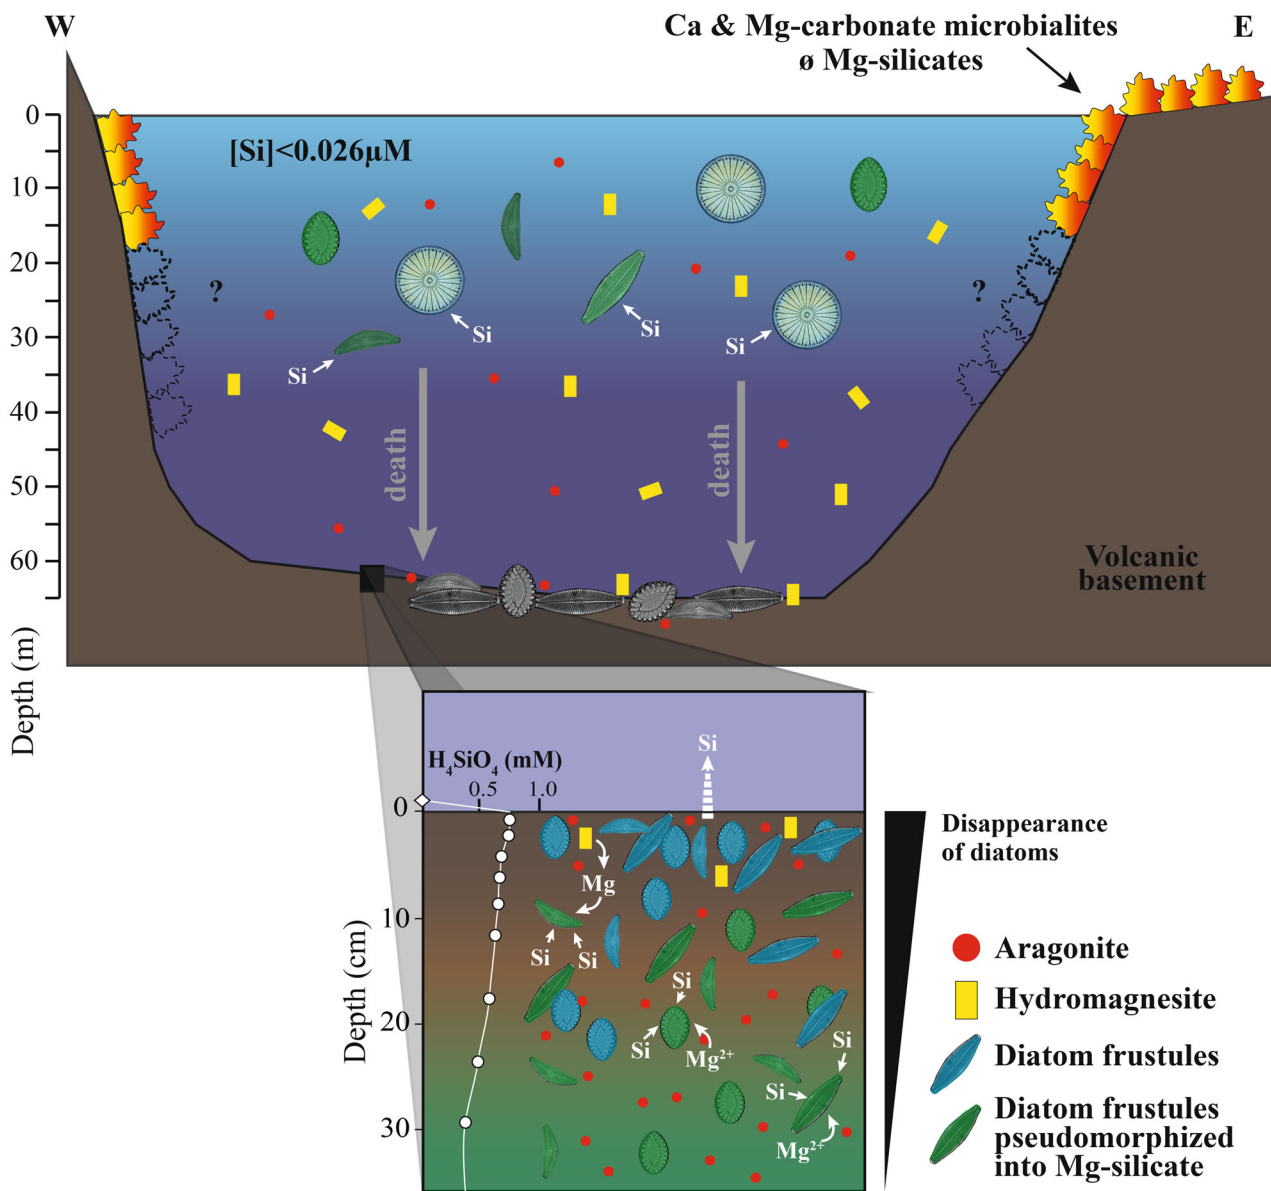 W
Ca & Mg-carbonate microbialites
ø Mg-silicates
E
0
10
20
30
40
50
60
Depth (m)
[Si]<0.026µM
?
?
Si
Si
Si
Si
death
death
Volcanic
basement
H₄SiO₄ (mM)
0.5
1.0
Si
0
10
20
30
Depth (cm)
Mg
Si
Si
Si
Si
Mg²⁺
Si
Si
Mg²⁺
Disappearance
of diatoms
Aragonite
Hydromagnesite
Diatom frustules
Diatom frustules
pseudomorphized
into Mg-silicate